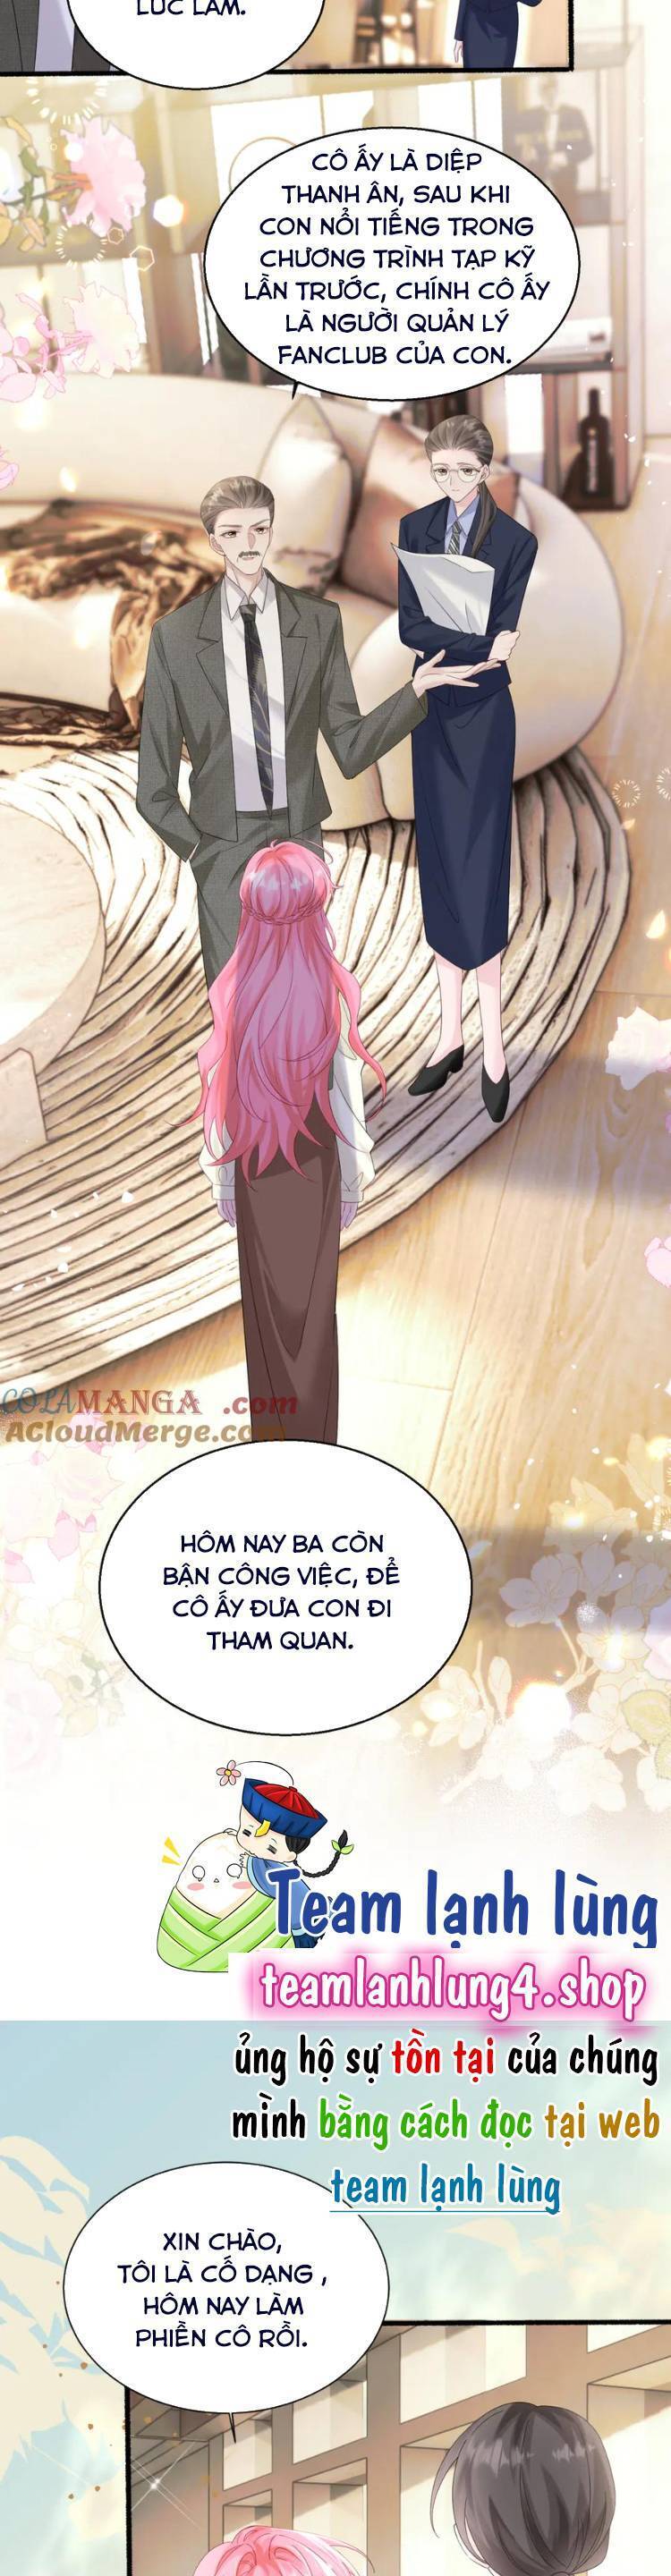 LÚC LÀM.
CÔ ẤY LÀ DIỆP
THANH ÂN, SAU KHI
CON NỔI TIẾNG TRONG
CHƯƠNG TRÌNH TẠP KỸ
LẦN TRƯỚC, CHÍNH CÔ ẤY
LÀ NGƯỜI QUẢN LÝ
FANCLUB CỦA CON.
COLAMANGA.com
AcloudMerge.com
HÔM NAY BA CÒN
BẬN CÔNG VIỆC, ĐỂ
CÔ ẤY ĐƯA CON ĐI
THAM QUAN.
Team lạnh lùng
teamlanhlung4.shop
ủng hộ sự tồn tại của chúng
mình bằng cách đọc tại web
team lạnh lùng
XIN CHÀO,
TÔI LÀ CỐ DẠNG ,
HÔM NAY LÀM
PHIỀN CÔ RỒI.